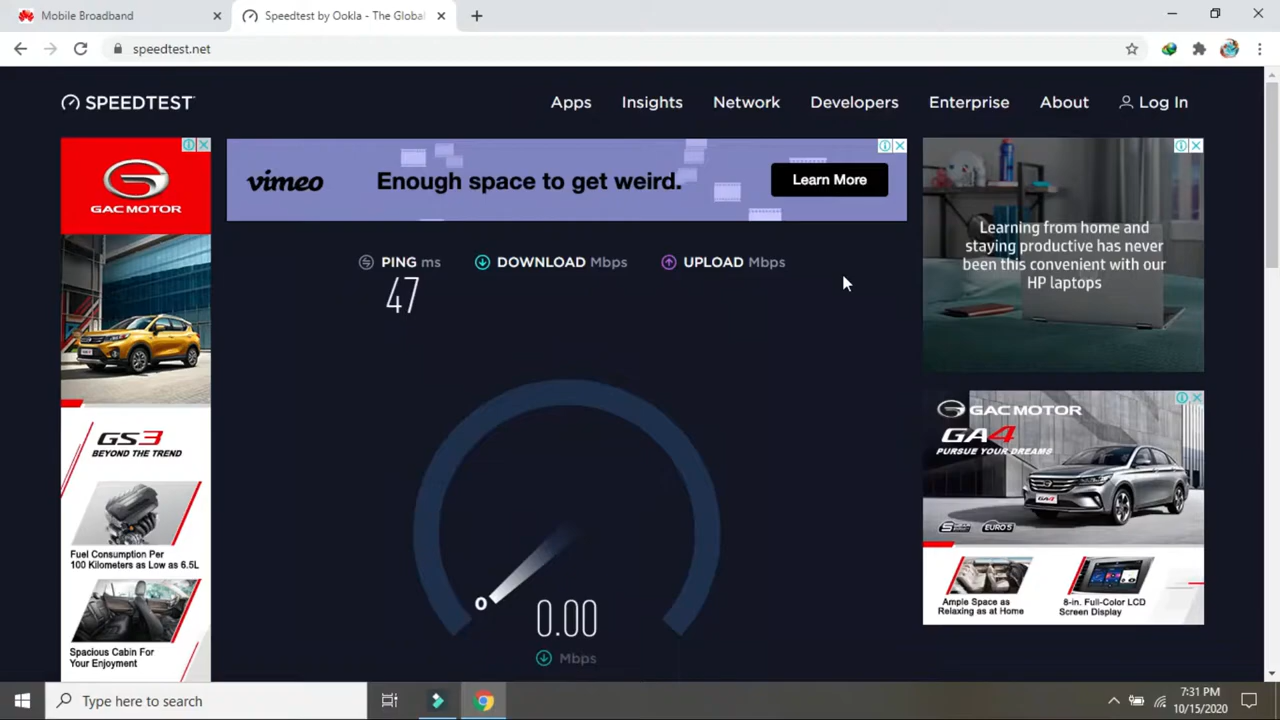 Mobile Broadband
Speedtest by Ookla - The Global
speedtest.net
SPEEDTEST
Apps
Insights
Network
Developers
Enterprise
About
Log In
GAC MOTOR
vimeo
Enough space to get weird.
Learn More
Learning from home and
staying productive has never
been this convenient with our
HP laptops
PING ms
DOWNLOAD Mbps
UPLOAD Mbps
47
GS3
BEYOND THE TREND
Fuel Consumption Per
100 Kilometers as Low as 6.5L
Spacious Cabin For
Your Enjoyment
GAC MOTOR
GA4
PURSUE YOUR DREAMS
GA4
EURO 5
Ample Space as
Relaxing as at Home
8-in. Full-Color LCD
Screen Display
0
0.00
Mbps
Type here to search
7:31 PM
10/15/2020